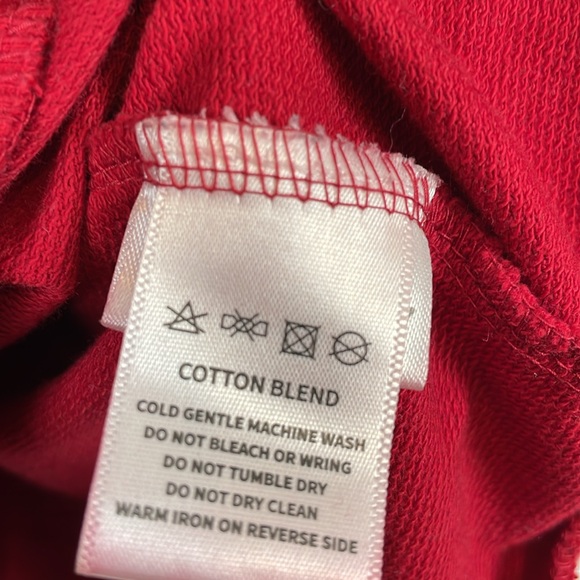 COTTON BLEND
COLD GENTLE MACHINE WASH
DO NOT BLEACH OR WRING
DO NOT TUMBLE DRY
DO NOT DRY CLEAN
WARM IRON ON REVERSE SIDE